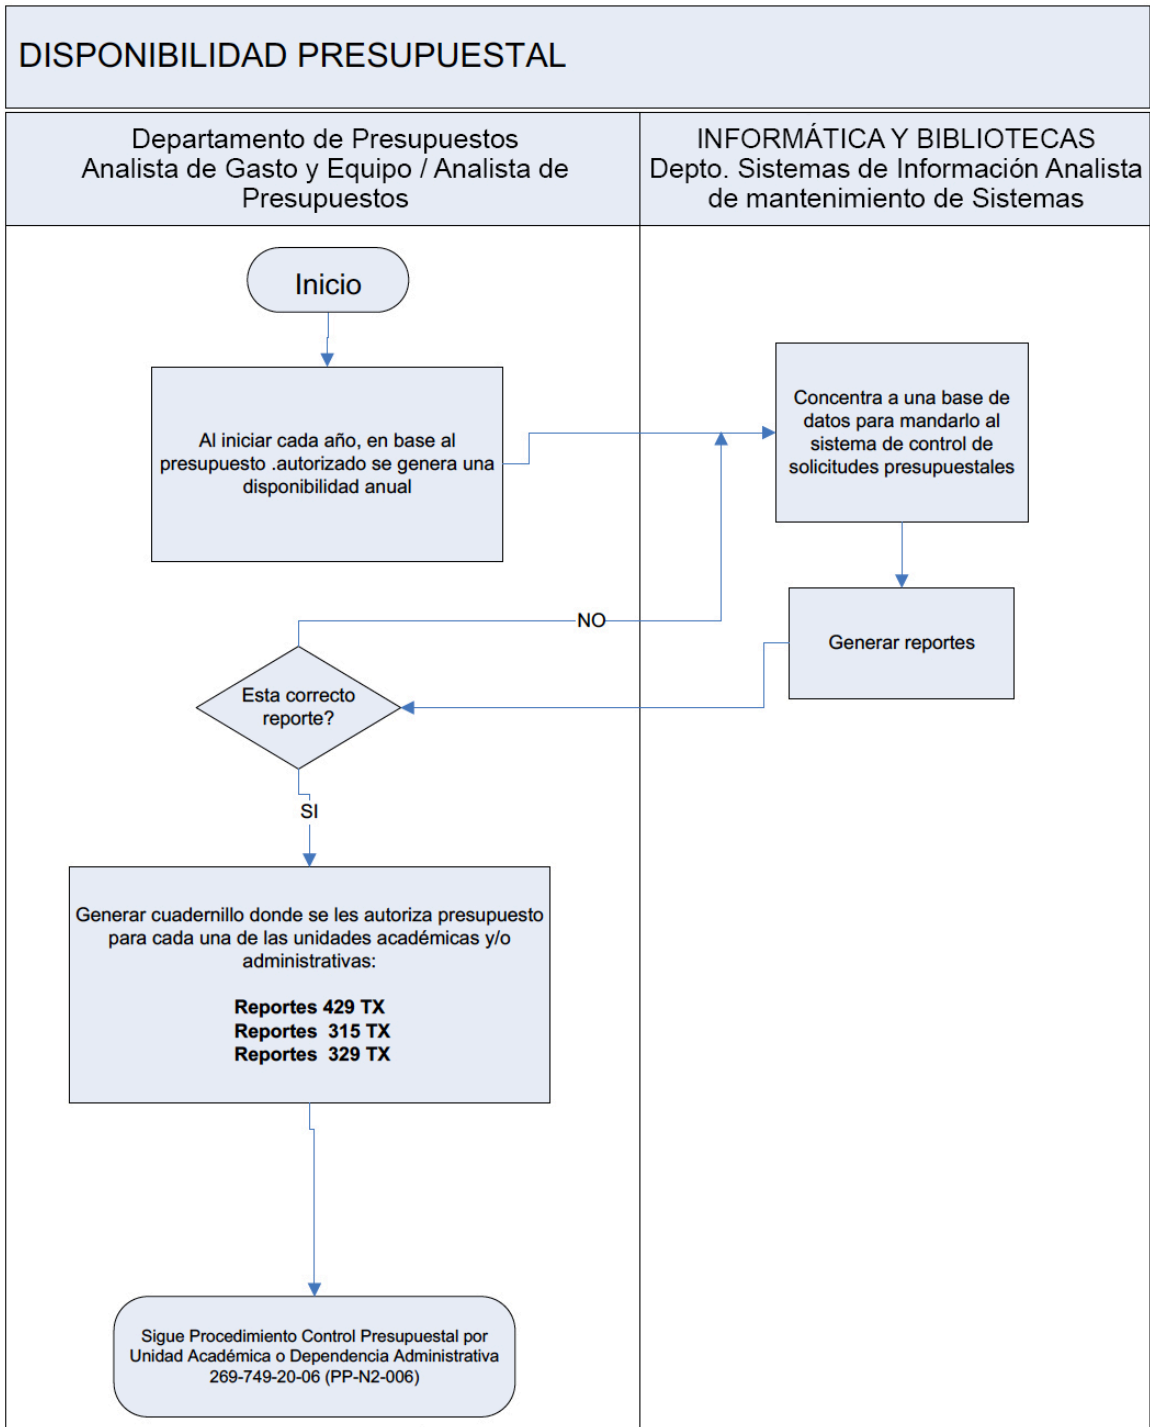 DISPONIBILIDAD PRESUPUESTAL
Departamento de Presupuestos
Analista de Gasto y Equipo / Analista de
Presupuestos
INFORMÁTICA Y BIBLIOTECAS
Depto. Sistemas de Información Analista
de mantenimiento de Sistemas
Inicio
Al iniciar cada año, en base al
presupuesto .autorizado se genera una
disponibilidad anual
Concentra a una base de
datos para mandarlo al
sistema de control de
solicitudes presupuestales
Generar reportes
NO
Esta correcto
reporte?
SI
Generar cuadernillo donde se les autoriza presupuesto
para cada una de las unidades académicas y/o
administrativas:
Reportes 429 TX
Reportes  315 TX
Reportes  329 TX
Sigue Procedimiento Control Presupuestal por
Unidad Académica o Dependencia Administrativa
269-749-20-06 (PP-N2-006)